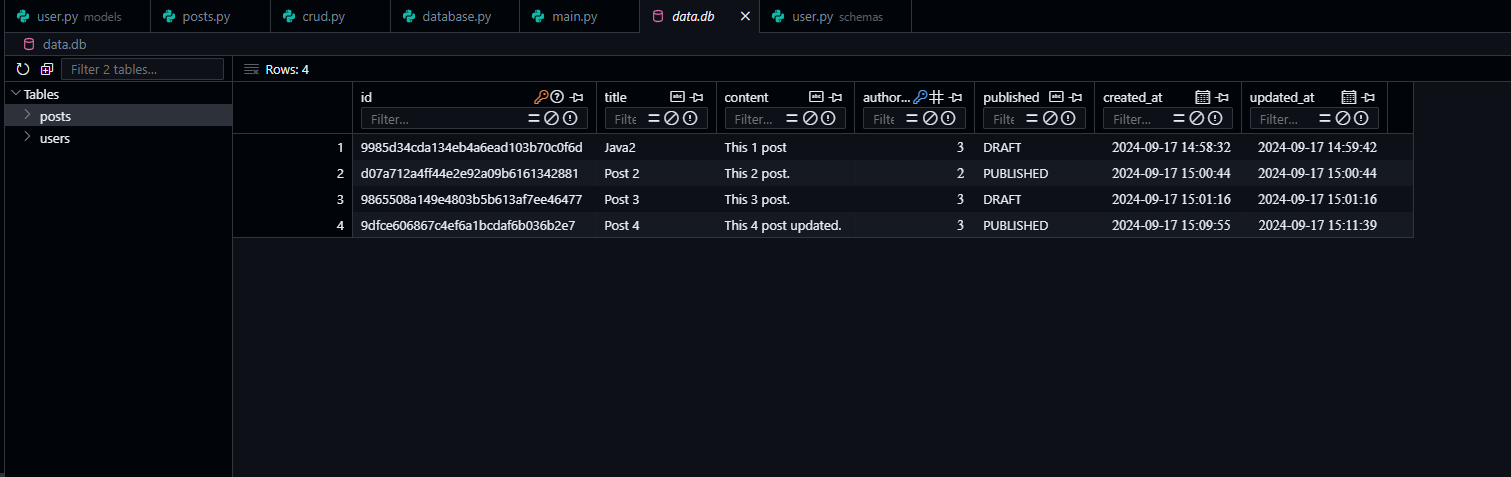 user.py models posts.py crud.py database.py main.py data.db user.py schemas
data.db
Filter 2 tables... Rows: 4
Tables
posts
users
id title content author... published created_at updated_at
Filter... Filte Filte Filter... Filte Filte Filter... Filter...
1 9985d34cda134eb4a6ead103b70c0f6d Java2 This 1 post 3 DRAFT 2024-09-17 14:58:32 2024-09-17 14:59:42
2 d07a712a4ff44e2e92a09b6161342881 Post 2 This 2 post. 2 PUBLISHED 2024-09-17 15:00:44 2024-09-17 15:00:44
3 9865508a149e4803b5b613af7ee46477 Post 3 This 3 post. 3 DRAFT 2024-09-17 15:01:16 2024-09-17 15:01:16
4 9dfce606867c4ef6a1bcdaf6b036b2e7 Post 4 This 4 post updated. 3 PUBLISHED 2024-09-17 15:09:55 2024-09-17 15:11:39